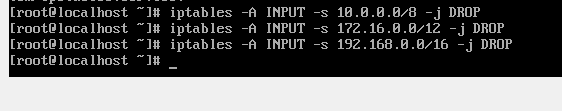 [root@localhost ~]# iptables -A INPUT -s 10.0.0.0/8 -j DROP
[root@localhost ~]# iptables -A INPUT -s 172.16.0.0/12 -j DROP
[root@localhost ~]# iptables -A INPUT -s 192.168.0.0/16 -j DROP
[root@localhost ~]# _